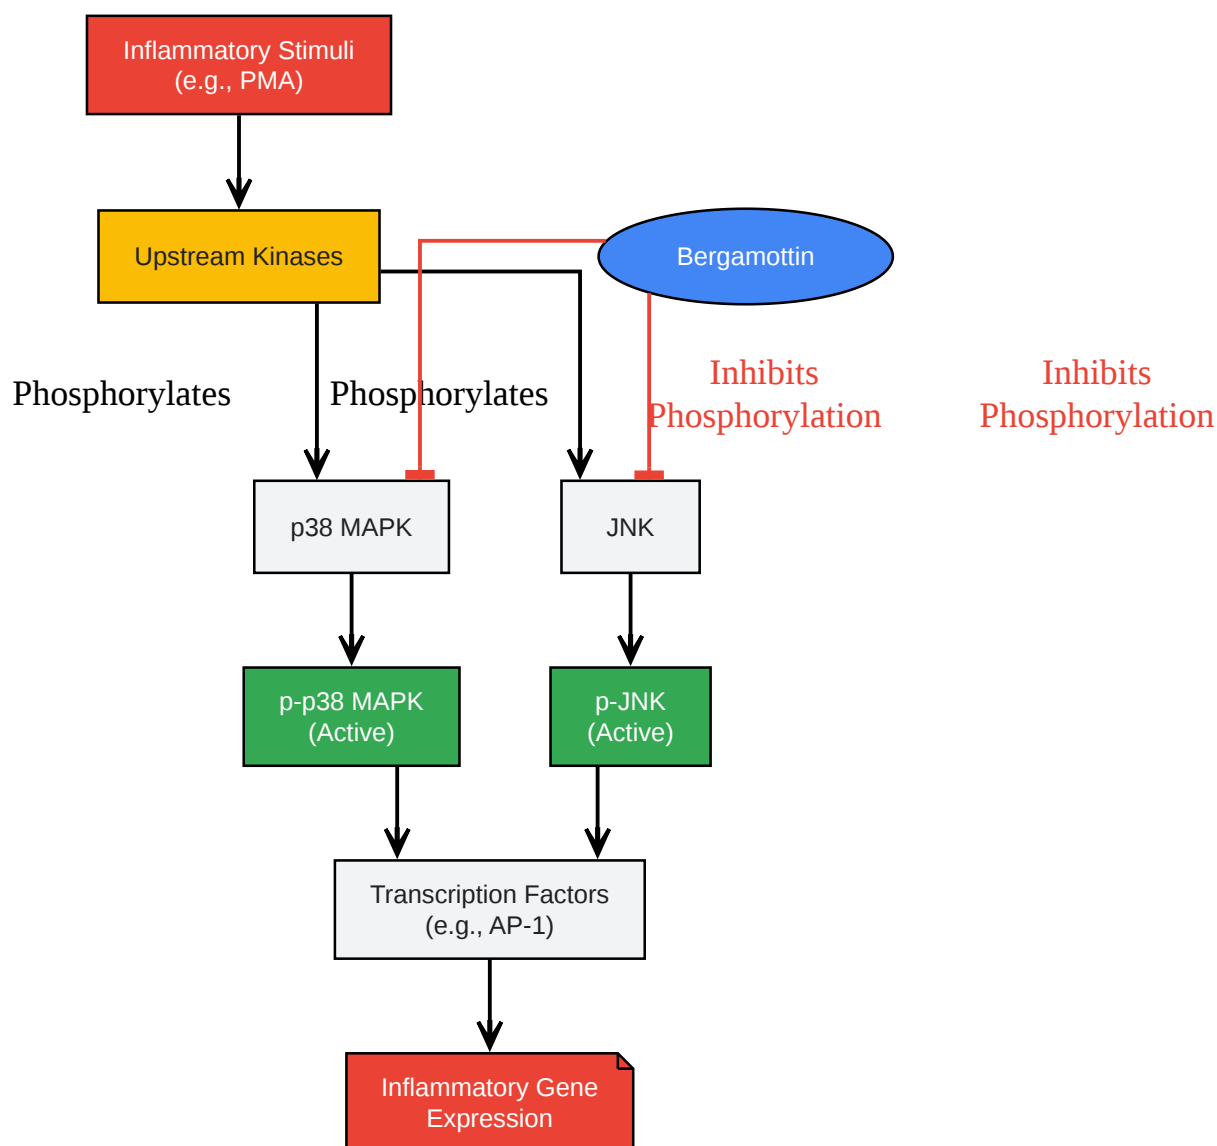 Inflammatory Stimuli
(e.g., PMA)
Upstream Kinases
Bergamottin
Phosphorylates
Phosphorylates
Inhibits
Phosphorylation
Inhibits
Phosphorylation
p38 MAPK
JNK
p-p38 MAPK
(Active)
p-JNK
(Active)
Transcription Factors
(e.g., AP-1)
Inflammatory Gene
Expression